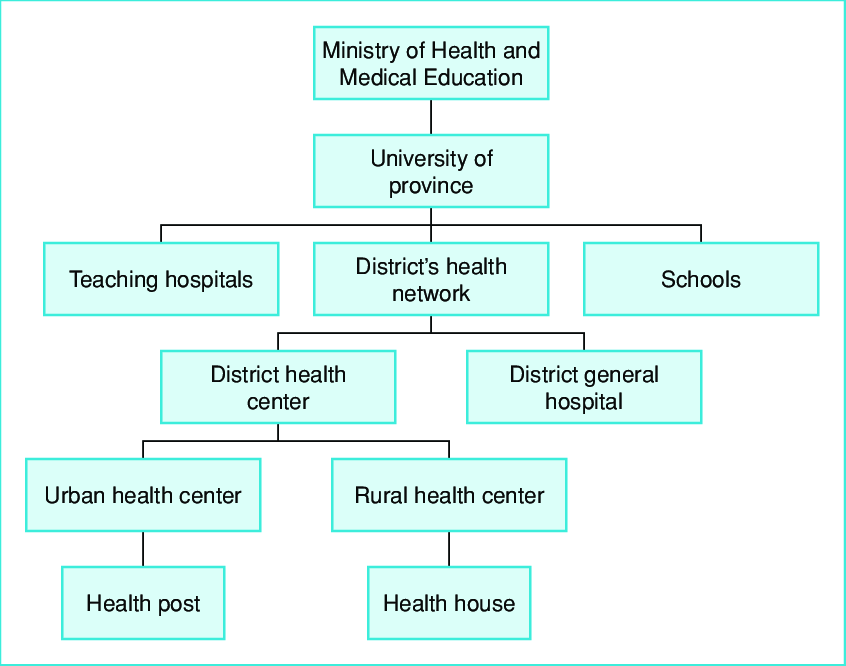 Ministry of Health and
Medical Education
University of
province
Teaching hospitals
District's health
network
Schools
District health
center
District general
hospital
Urban health center
Rural health center
Health post
Health house